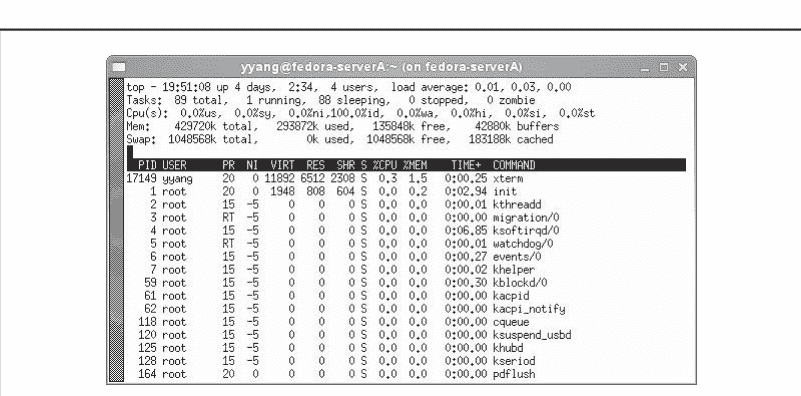 yyang@fedora-serverA:~ (on fedora-serverA)
top - 19:51:08 up 4 days, 2:34, 4 users, load average: 0.01, 0.03, 0.00
Tasks: 89 total, 1 running, 88 sleeping, 0 stopped, 0 zombie
Cpu(s): 0.0%us, 0.0%sy, 0.0%ni,100.0%id, 0.0%wa, 0.0%hi, 0.0%si, 0.0%st
Mem: 429720k total, 293872k used, 135848k free, 42880k buffers
Swap: 1048568k total, 0k used, 1048568k free, 183188k cached
PID USER PR NI VIRT RES SHR S %CPU %MEM TIME+ COMMAND
17149 yyang 20 0 11892 6512 2308 S 0.3 1.5 0:00.25 xterm
1 root 20 0 1948 808 604 S 0.0 0.2 0:02.94 init
2 root 15 -5 0 0 0 S 0.0 0.0 0:00.01 kthreadd
3 root RT -5 0 0 0 S 0.0 0.0 0:00.00 migration/0
4 root 15 -5 0 0 0 S 0.0 0.0 0:06.85 ksoftirqd/0
5 root RT -5 0 0 0 S 0.0 0.0 0:00.01 watchdog/0
6 root 15 -5 0 0 0 S 0.0 0.0 0:00.27 events/0
7 root 15 -5 0 0 0 S 0.0 0.0 0:00.02 khelper
59 root 15 -5 0 0 0 S 0.0 0.0 0:00.30 kblockd/0
61 root 15 -5 0 0 0 S 0.0 0.0 0:00.00 kacpid
62 root 15 -5 0 0 0 S 0.0 0.0 0:00.00 kacpi_notify
118 root 15 -5 0 0 0 S 0.0 0.0 0:00.00 cqueue
120 root 15 -5 0 0 0 S 0.0 0.0 0:00.00 ksuspend_usbd
125 root 15 -5 0 0 0 S 0.0 0.0 0:00.00 khubd
128 root 15 -5 0 0 0 S 0.0 0.0 0:00.00 kseriod
164 root 20 0 0 0 0 S 0.0 0.0 0:00.00 pdflush